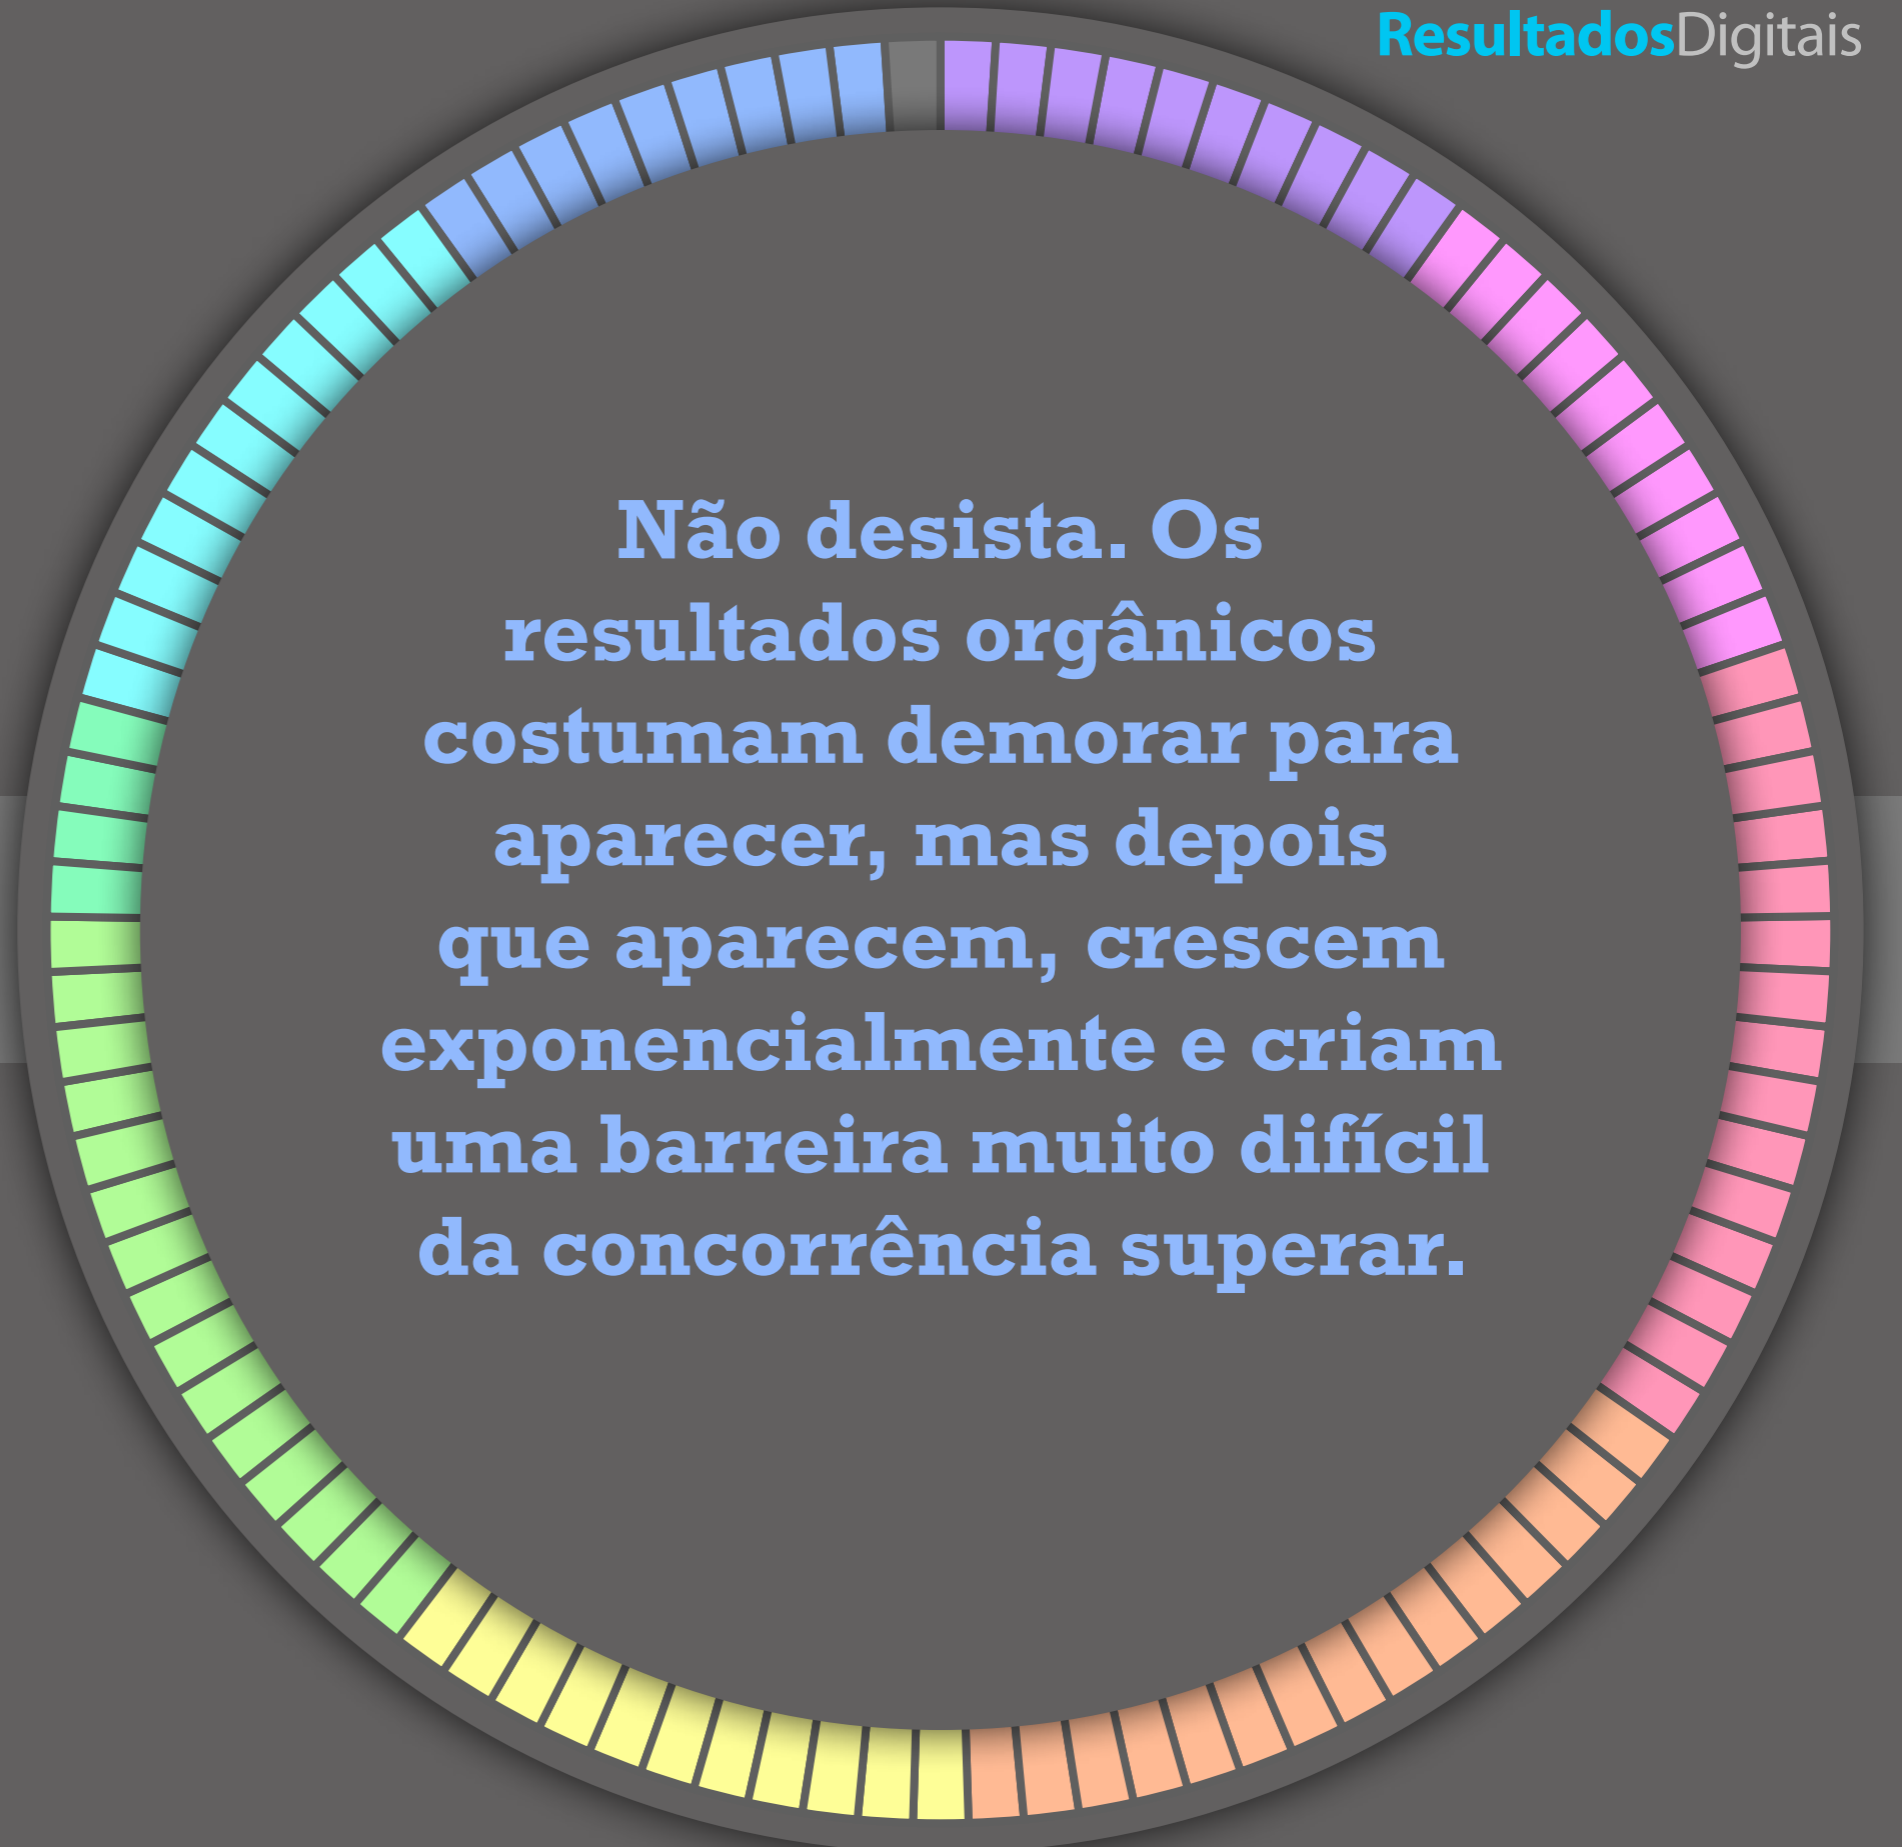 ResultadosDigitais
Não desista. Os
resultados orgânicos
costumam demorar para
aparecer, mas depois
que aparecem, crescem
exponencialmente e criam
uma barreira muito difícil
da concorrência superar.